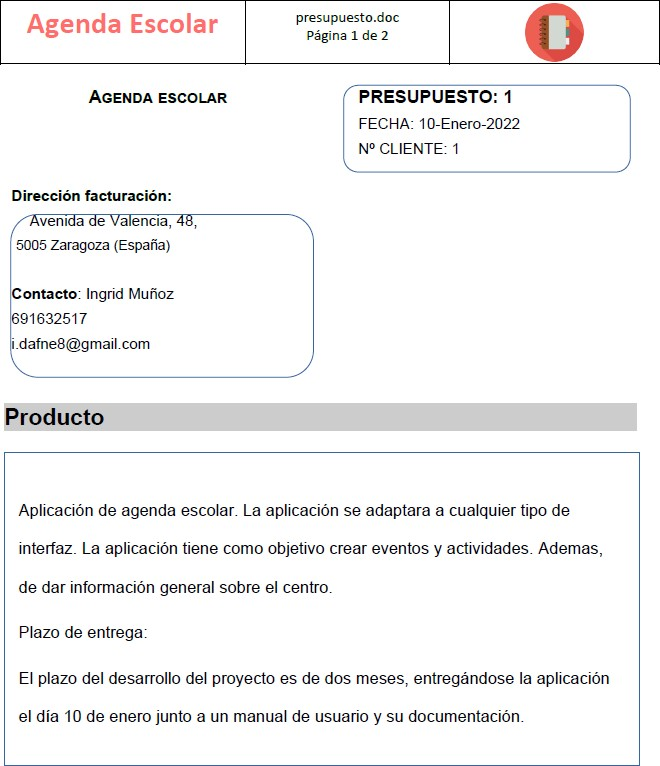 Agenda Escolar
presupuesto.doc
Página 1 de 2
AGENDA ESCOLAR
PRESUPUESTO: 1
FECHA: 10-Enero-2022
Nº CLIENTE: 1
Dirección facturación:
Avenida de Valencia, 48,
5005 Zaragoza (España)
Contacto: Ingrid Muñoz
691632517
i.dafne8@gmail.com
Producto
Aplicación de agenda escolar. La aplicación se adaptara a cualquier tipo de
interfaz. La aplicación tiene como objetivo crear eventos y actividades. Ademas,
de dar información general sobre el centro.
Plazo de entrega:
El plazo del desarrollo del proyecto es de dos meses, entregándose la aplicación
el día 10 de enero junto a un manual de usuario y su documentación.